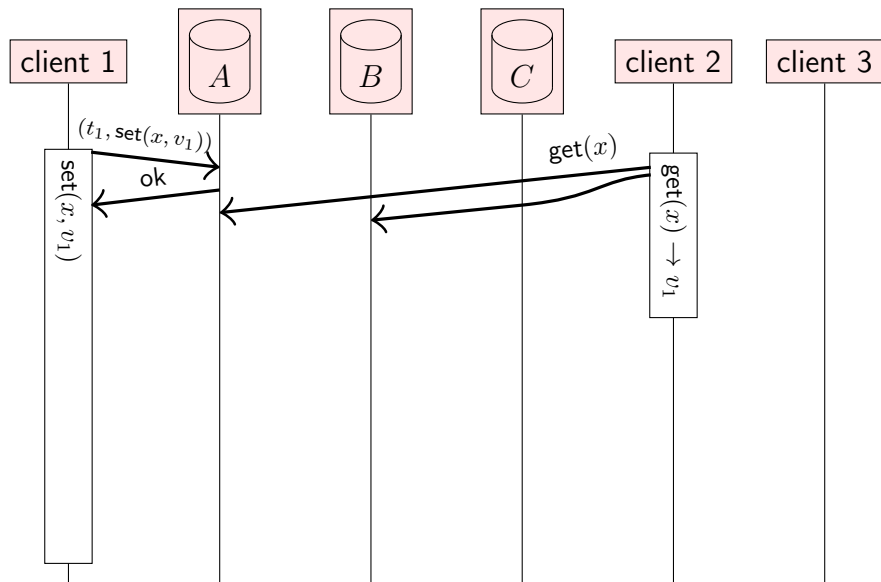 client 1
A
B
C
client 2
client 3
(t₁, set(x, v₁))
ok
get(x)
set(x, v₁)
get(x) → v₁